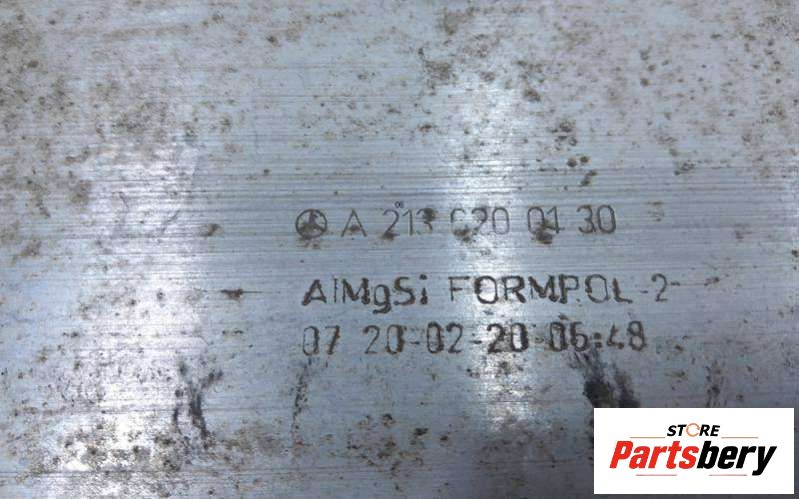 A 213 620 01 30
AlMgSi FORMPOL-2
07 20-02-20 06:48
STORE
Partsbery